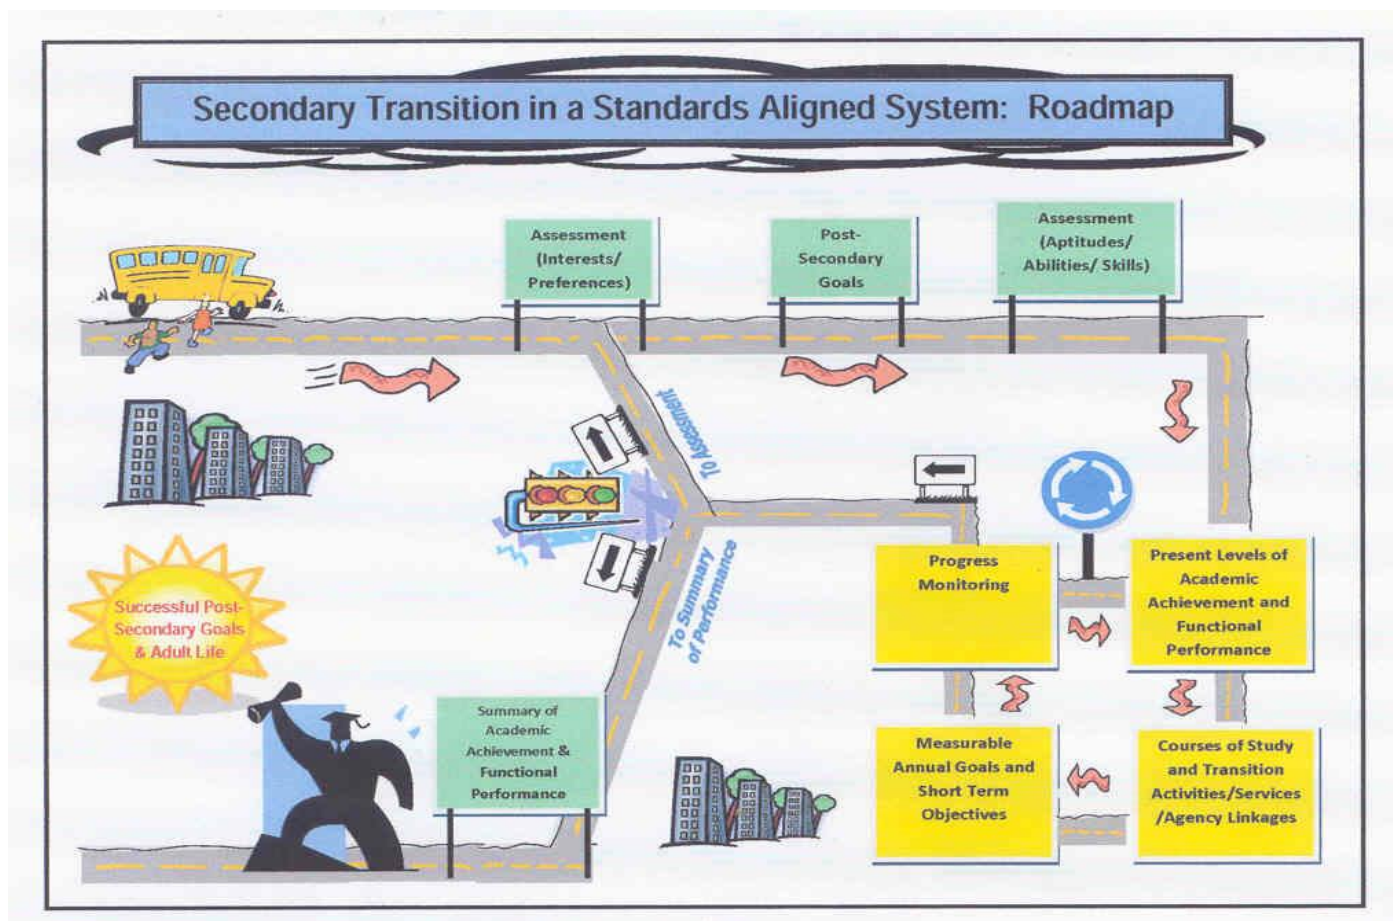 Secondary Transition in a Standards Aligned System: Roadmap
Assessment
(Interests/
Preferences)
Post-
Secondary
Goals
Assessment
(Aptitudes/
Abilities/ Skills)
To Assessment
To Summary
of Performance
Progress
Monitoring
Present Levels of
Academic
Achievement and
Functional
Performance
Successful Post-
Secondary Goals
& Adult Life
Summary of
Academic
Achievement &
Functional
Performance
Measurable
Annual Goals and
Short Term
Objectives
Courses of Study
and Transition
Activities/Services
/Agency Linkages